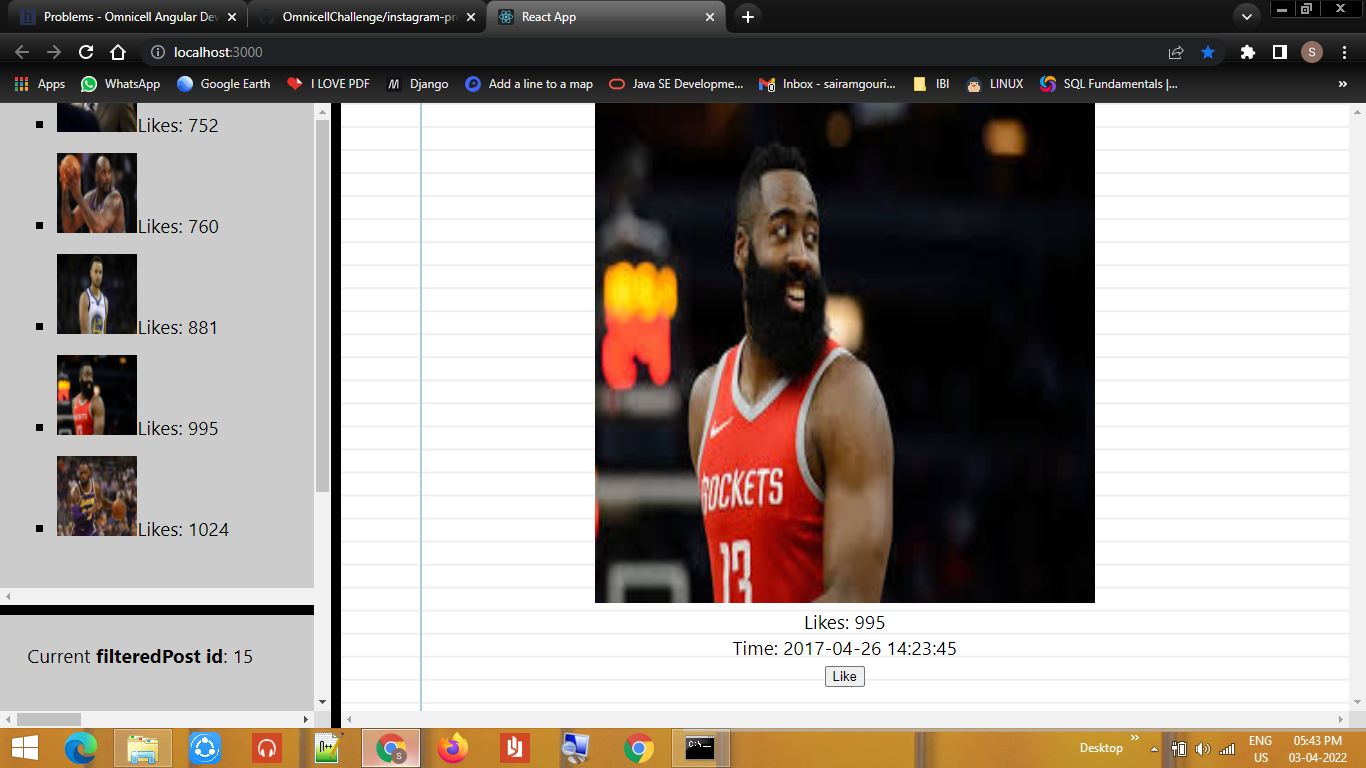 Problems - Omnicell Angular Dev
OmnicellChallenge/instagram-pro
React App
localhost:3000
S
Apps
WhatsApp
Google Earth
I LOVE PDF
Django
Add a line to a map
Java SE Developme...
Inbox - sairamgoun...
IBI
LINUX
SQL Fundamentals |...
»
Likes: 752
Likes: 760
Likes: 881
Likes: 995
Likes: 1024
Current filteredPost id: 15
ROCKETS
13
Likes: 995
Time: 2017-04-26 14:23:45
Like
Desktop
»
ENG
US
05:43 PM
03-04-2022